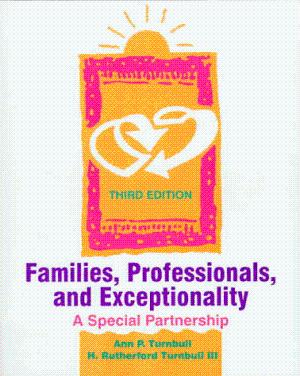 THIRD EDITION
Families, Professionals,
and Exceptionality
A Special Partnership
Ann P. Turnbull
H. Rutherford Turnbull III